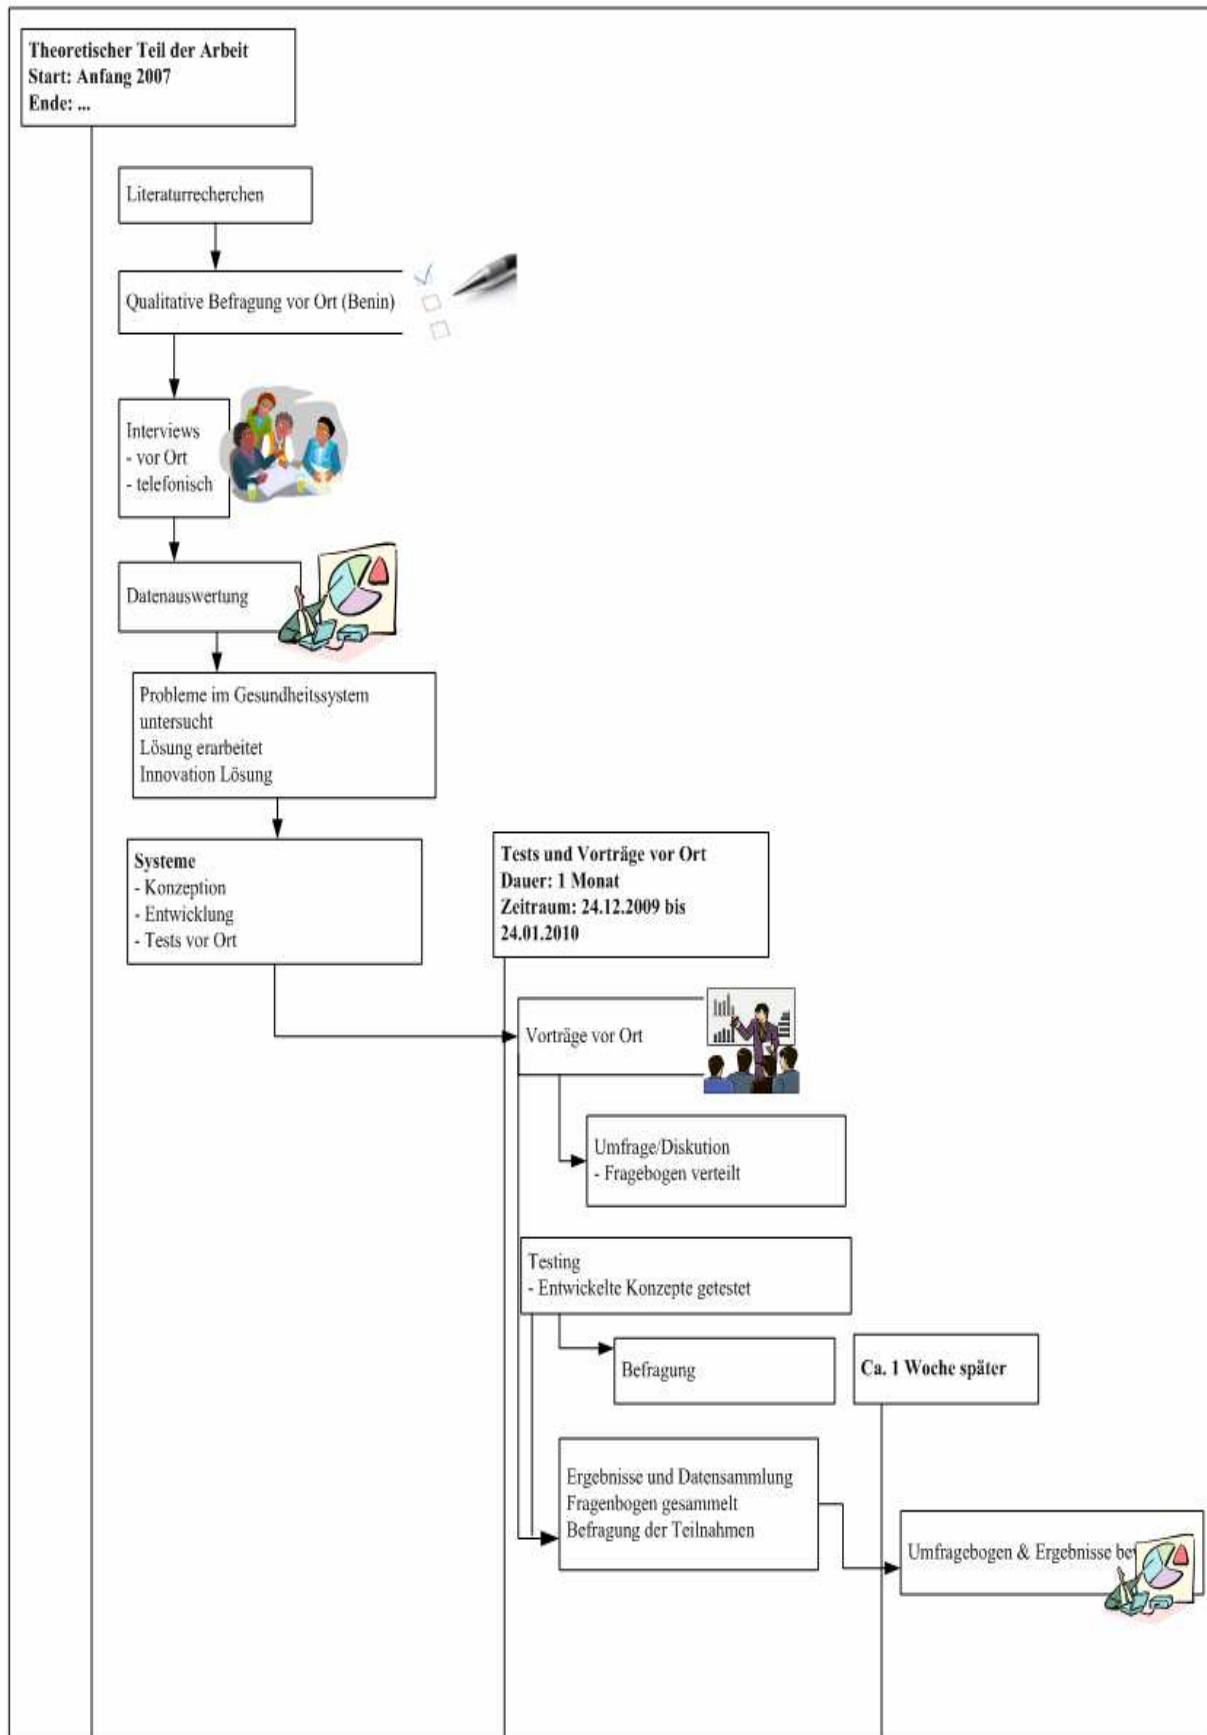 Theoretischer Teil der Arbeit
Start: Anfang 2007
Ende: ...
Literaturrecherchen
Qualitative Befragung vor Ort (Benin)
Interviews
- vor Ort
- telefonisch
Datenauswertung
Probleme im Gesundheitssystem
untersucht
Lösung erarbeitet
Innovation Lösung
Systeme
- Konzeption
- Entwicklung
- Tests vor Ort
Tests und Vorträge vor Ort
Dauer: 1 Monat
Zeitraum: 24.12.2009 bis
24.01.2010
Vorträge vor Ort
Umfrage/Diskution
- Fragebogen verteilt
Testing
- Entwickelte Konzepte getestet
Befragung
Ca. 1 Woche später
Ergebnisse und Datensammlung
Fragenbogen gesammelt
Befragung der Teilnahmen
Umfragebogen & Ergebnisse